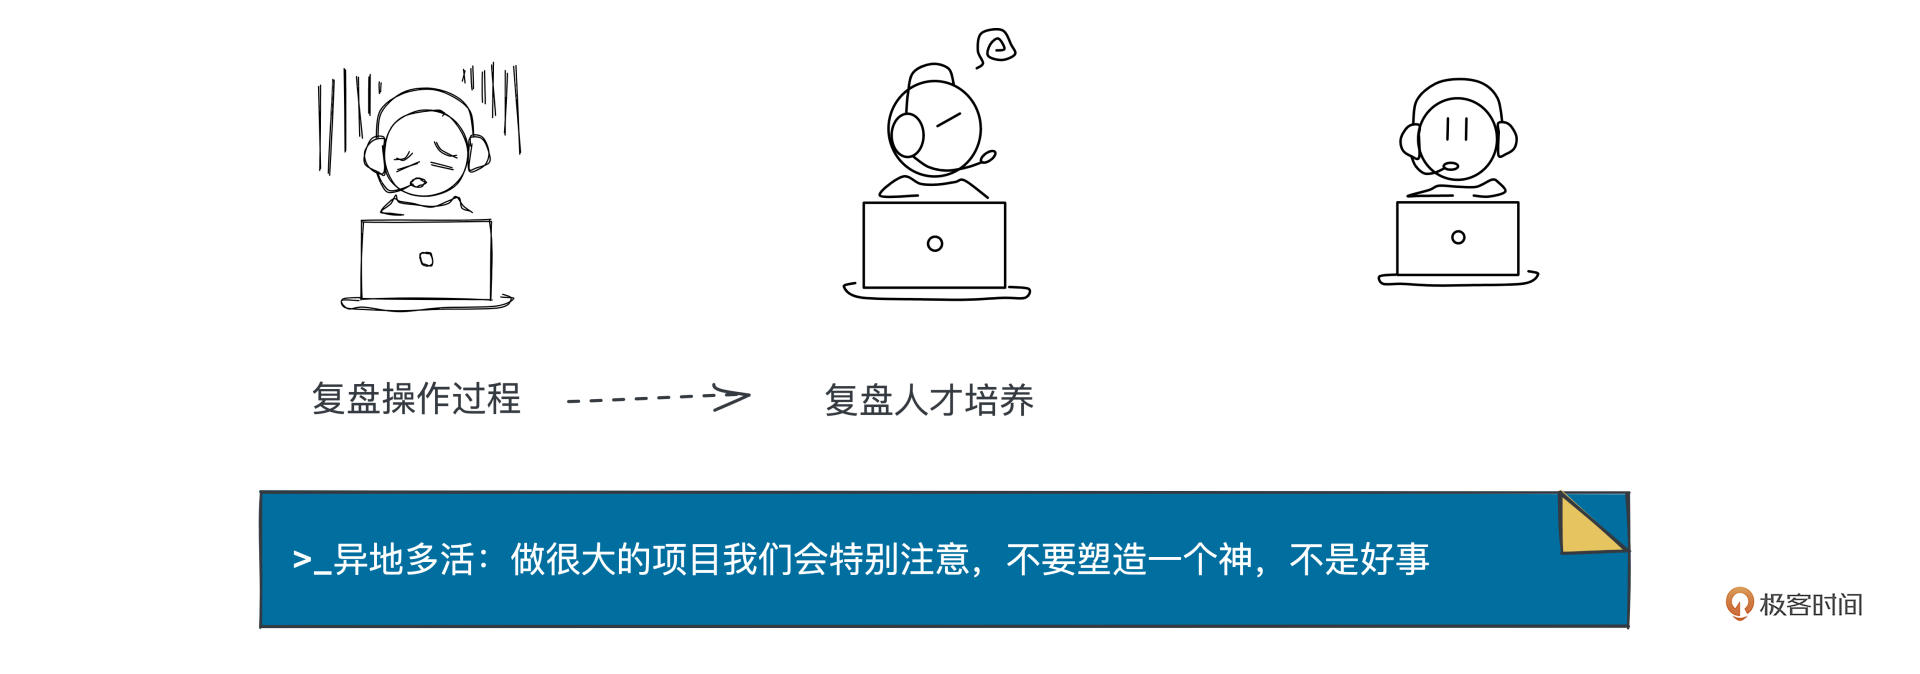 复盘操作过程
复盘人才培养
>_异地多活：做很大的项目我们会特别注意，不要塑造一个神，不是好事
极客时间